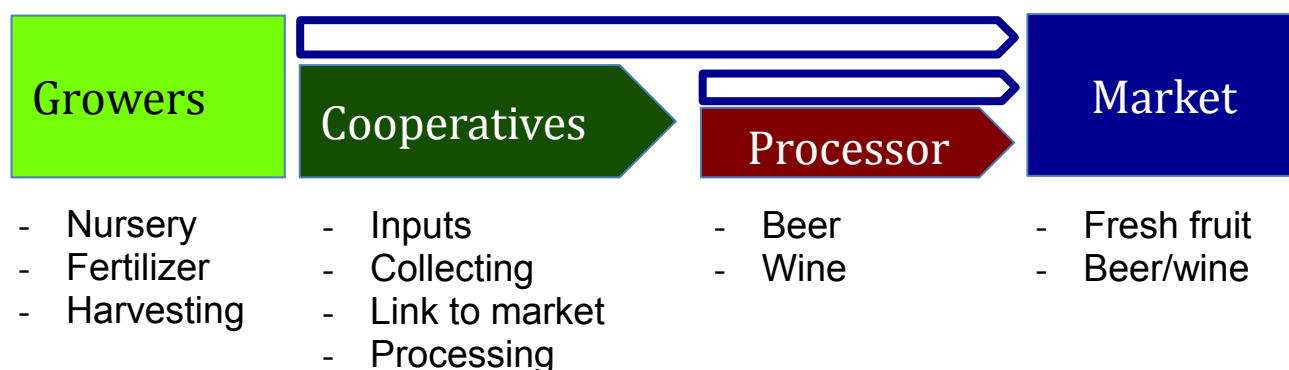 Growers
Cooperatives
Processor
Market
- Nursery
- Fertilizer
- Harvesting
- Inputs
- Collecting
- Link to market
- Processing
- Beer
- Wine
- Fresh fruit
- Beer/wine